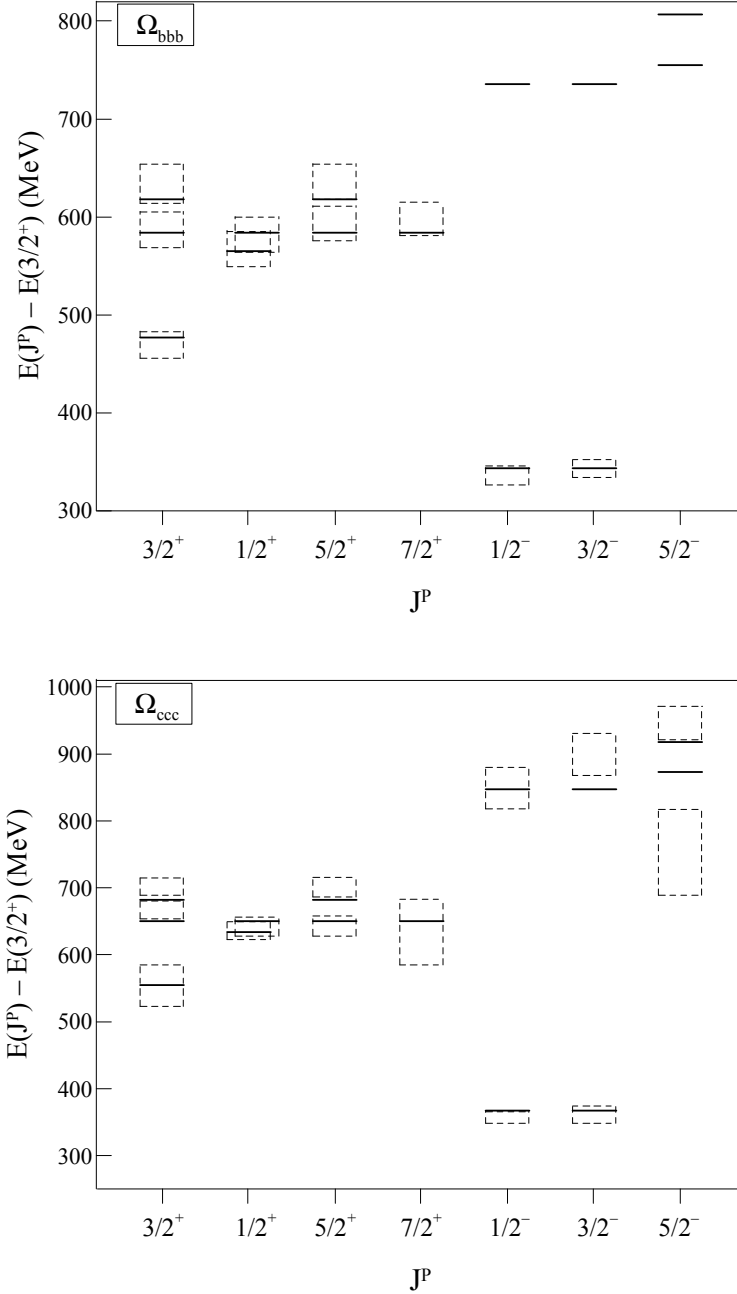 Ω_bbb
800
700
600
500
400
300
E(J^P) − E(3/2^+) (MeV)
3/2^+ 1/2^+ 5/2^+ 7/2^+ 1/2^− 3/2^− 5/2^−
J^P
Ω_ccc
1000
900
800
700
600
500
400
300
E(J^P) − E(3/2^+) (MeV)
3/2^+ 1/2^+ 5/2^+ 7/2^+ 1/2^− 3/2^− 5/2^−
J^P